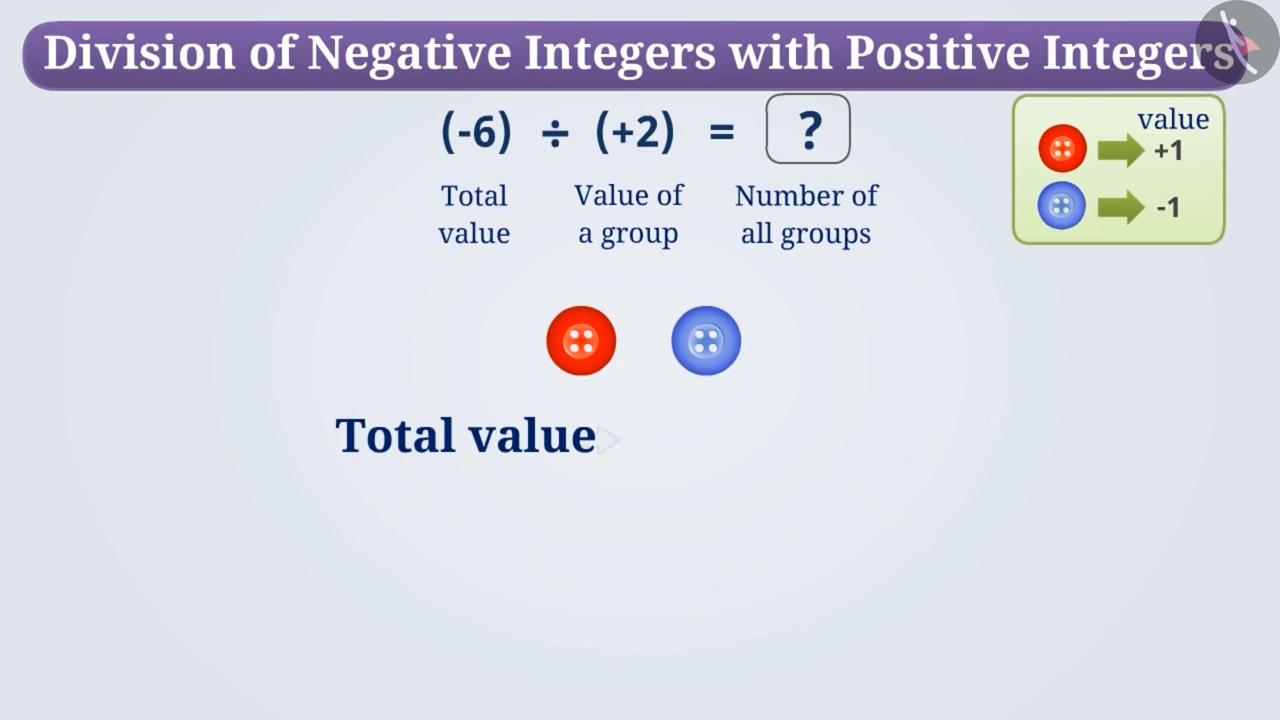 Division of Negative Integers with Positive Integers
(-6) ÷ (+2) = ?
Total value
Value of a group
Number of all groups
value
+1
-1
Total value